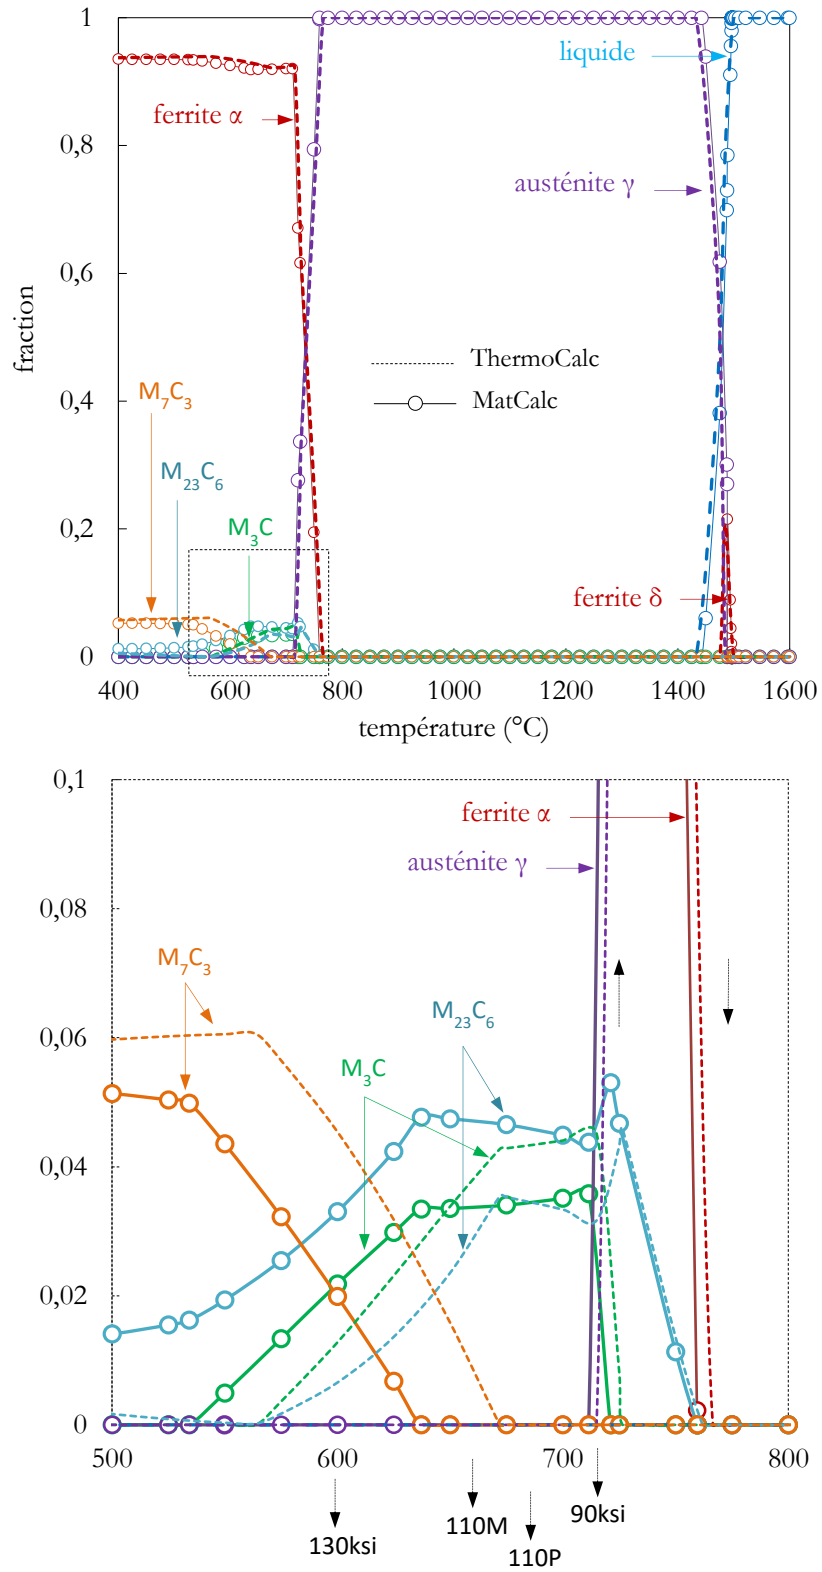 1
0,8
0,6
0,4
0,2
0
fraction
liquide
ferrite α
austénite γ
ThermoCalc
MatCalc
M₇C₃
M₂₃C₆
M₃C
ferrite δ
400 600 800 1000 1200 1400 1600
température (°C)
0,1
0,08
0,06
0,04
0,02
0
ferrite α
austénite γ
M₇C₃
M₂₃C₆
M₃C
500 600 700 800
130ksi
110M
110P
90ksi